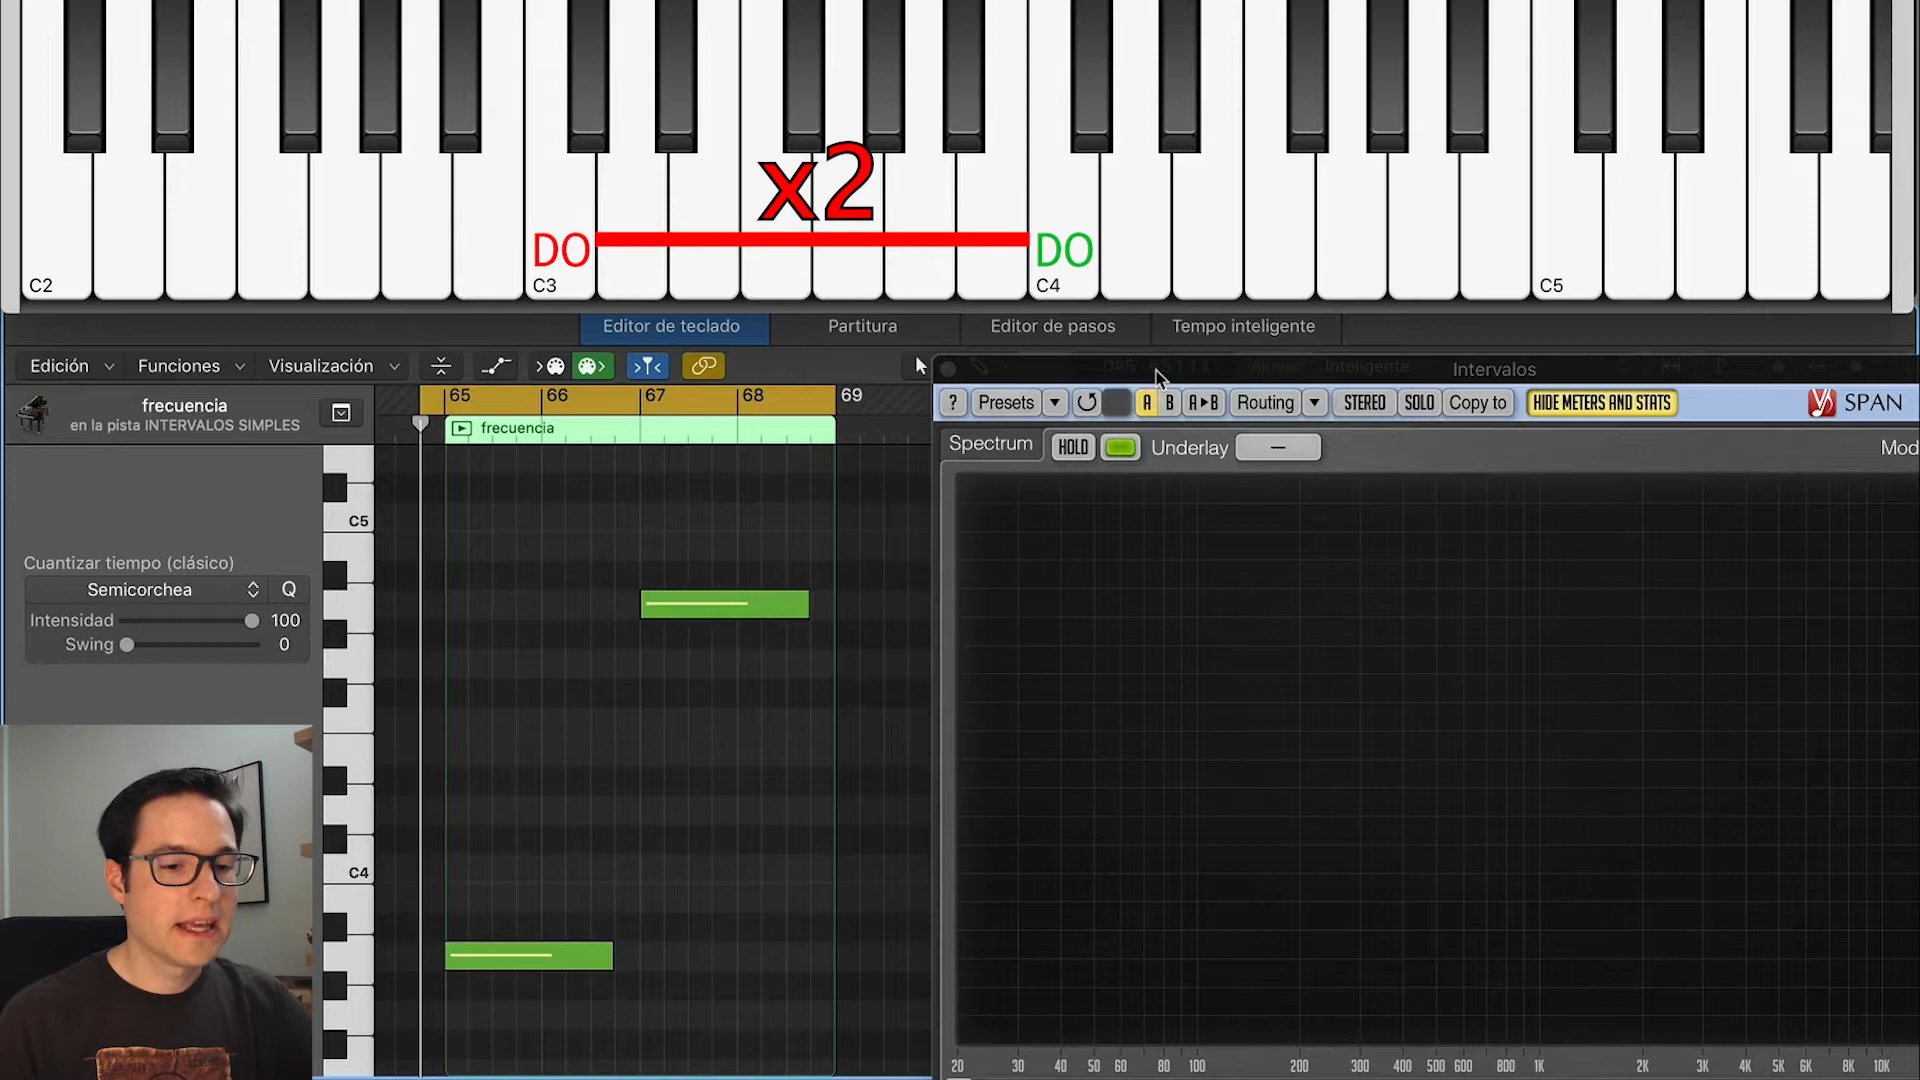 x2
DO DO
C2 C3 C4 C5
Editor de teclado Partitura Editor de pasos Tempo inteligente
Edición Funciones Visualización
Intervalos
65 66 67 68 69
frecuencia
en la pista INTERVALOS SIMPLES
frecuencia
? Presets A B A►B Routing STEREO SOLO Copy to HIDE METERS AND STATS SPAN
Spectrum HOLD Underlay — Mod
C5
Cuantizar tiempo (clásico)
Semicorchea Q
Intensidad 100
Swing 0
C4
20 30 40 50 60 80 100 200 300 400 500 600 800 1K 2K 3K 4K 5K 6K 8K 10K